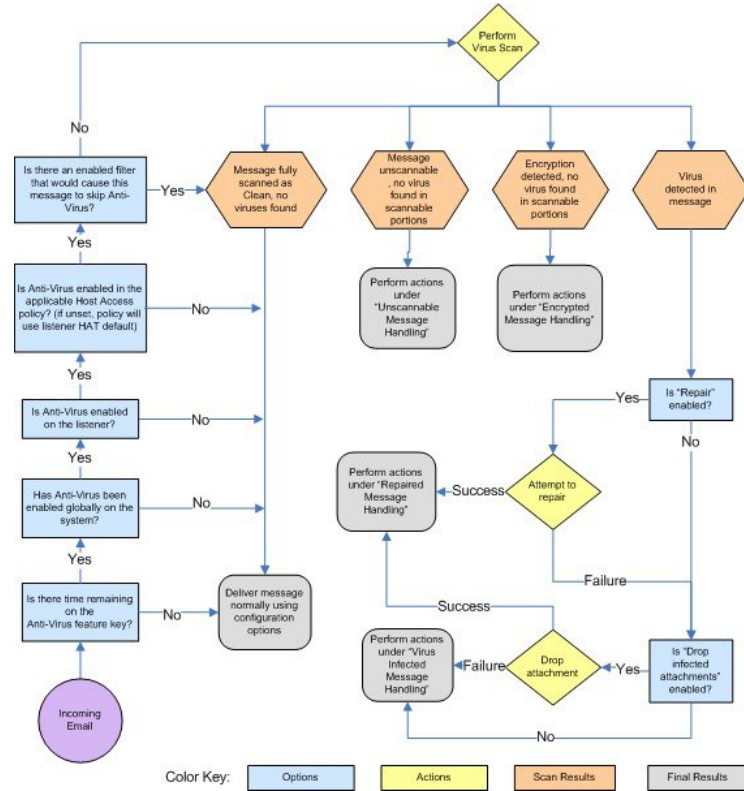 Perform
Virus Scan
No
Is there an enabled filter
that would cause this
message to skip Anti-
Virus?
Yes
Message fully
scanned as
Clean, no
viruses found
Message
unscannable
, no virus
found in
scannable
portions
Encryption
detected, no
virus found
in scannable
portions
Virus
detected in
message
Yes
Is Anti-Virus enabled in the
applicable Host Access
policy? (if unset, policy will
use listener HAT default)
No
Perform actions
under
“Unscannable
Message
Handling”
Perform actions
under “Encrypted
Message Handling”
Yes
Is Anti-Virus enabled
on the listener?
No
Is “Repair”
enabled?
Yes
No
Yes
Has Anti-Virus been
enabled globally on the
system?
No
Attempt to
repair
Success
Perform actions
under “Repaired
Message
Handling”
Failure
Yes
Is there time remaining
on the
Anti-Virus feature key?
No
Deliver message
normally using
configuration
options
Success
Is “Drop
infected
attachments”
enabled?
Yes
Drop
attachment
Failure
Perform actions
under “Virus
Infected
Message
Handling”
No
Incoming
Email
Color Key:
Options
Actions
Scan Results
Final Results